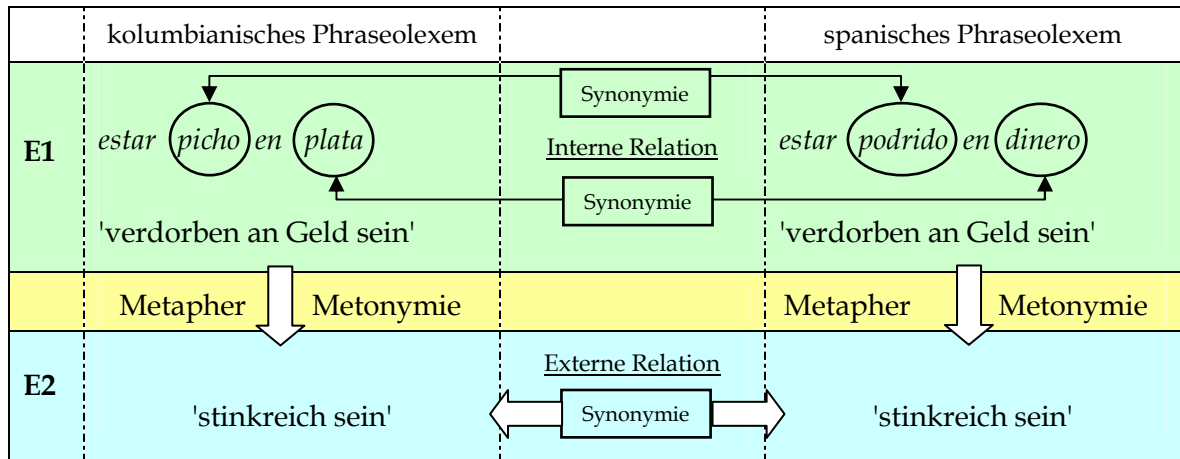 kolumbianisches Phraseolexem
spanisches Phraseolexem
Synonymie
E1
estar picho en plata
Interne Relation
estar podrido en dinero
Synonymie
'verdorben an Geld sein'
'verdorben an Geld sein'
Metapher Metonymie
Metapher Metonymie
E2
Externe Relation
'stinkreich sein'
Synonymie
'stinkreich sein'